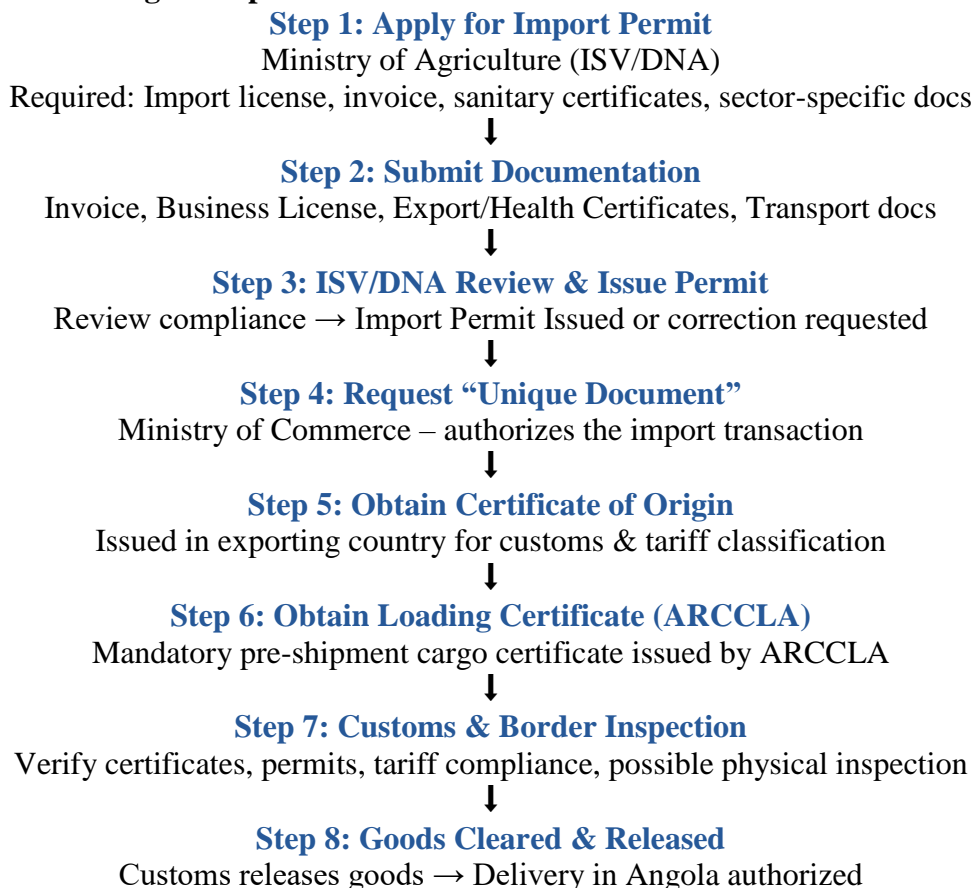 Step 1: Apply for Import Permit
Ministry of Agriculture (ISV/DNA)
Required: Import license, invoice, sanitary certificates, sector-specific docs
Step 2: Submit Documentation
Invoice, Business License, Export/Health Certificates, Transport docs
Step 3: ISV/DNA Review & Issue Permit
Review compliance → Import Permit Issued or correction requested
Step 4: Request “Unique Document”
Ministry of Commerce – authorizes the import transaction
Step 5: Obtain Certificate of Origin
Issued in exporting country for customs & tariff classification
Step 6: Obtain Loading Certificate (ARCCLA)
Mandatory pre-shipment cargo certificate issued by ARCCLA
Step 7: Customs & Border Inspection
Verify certificates, permits, tariff compliance, possible physical inspection
Step 8: Goods Cleared & Released
Customs releases goods → Delivery in Angola authorized